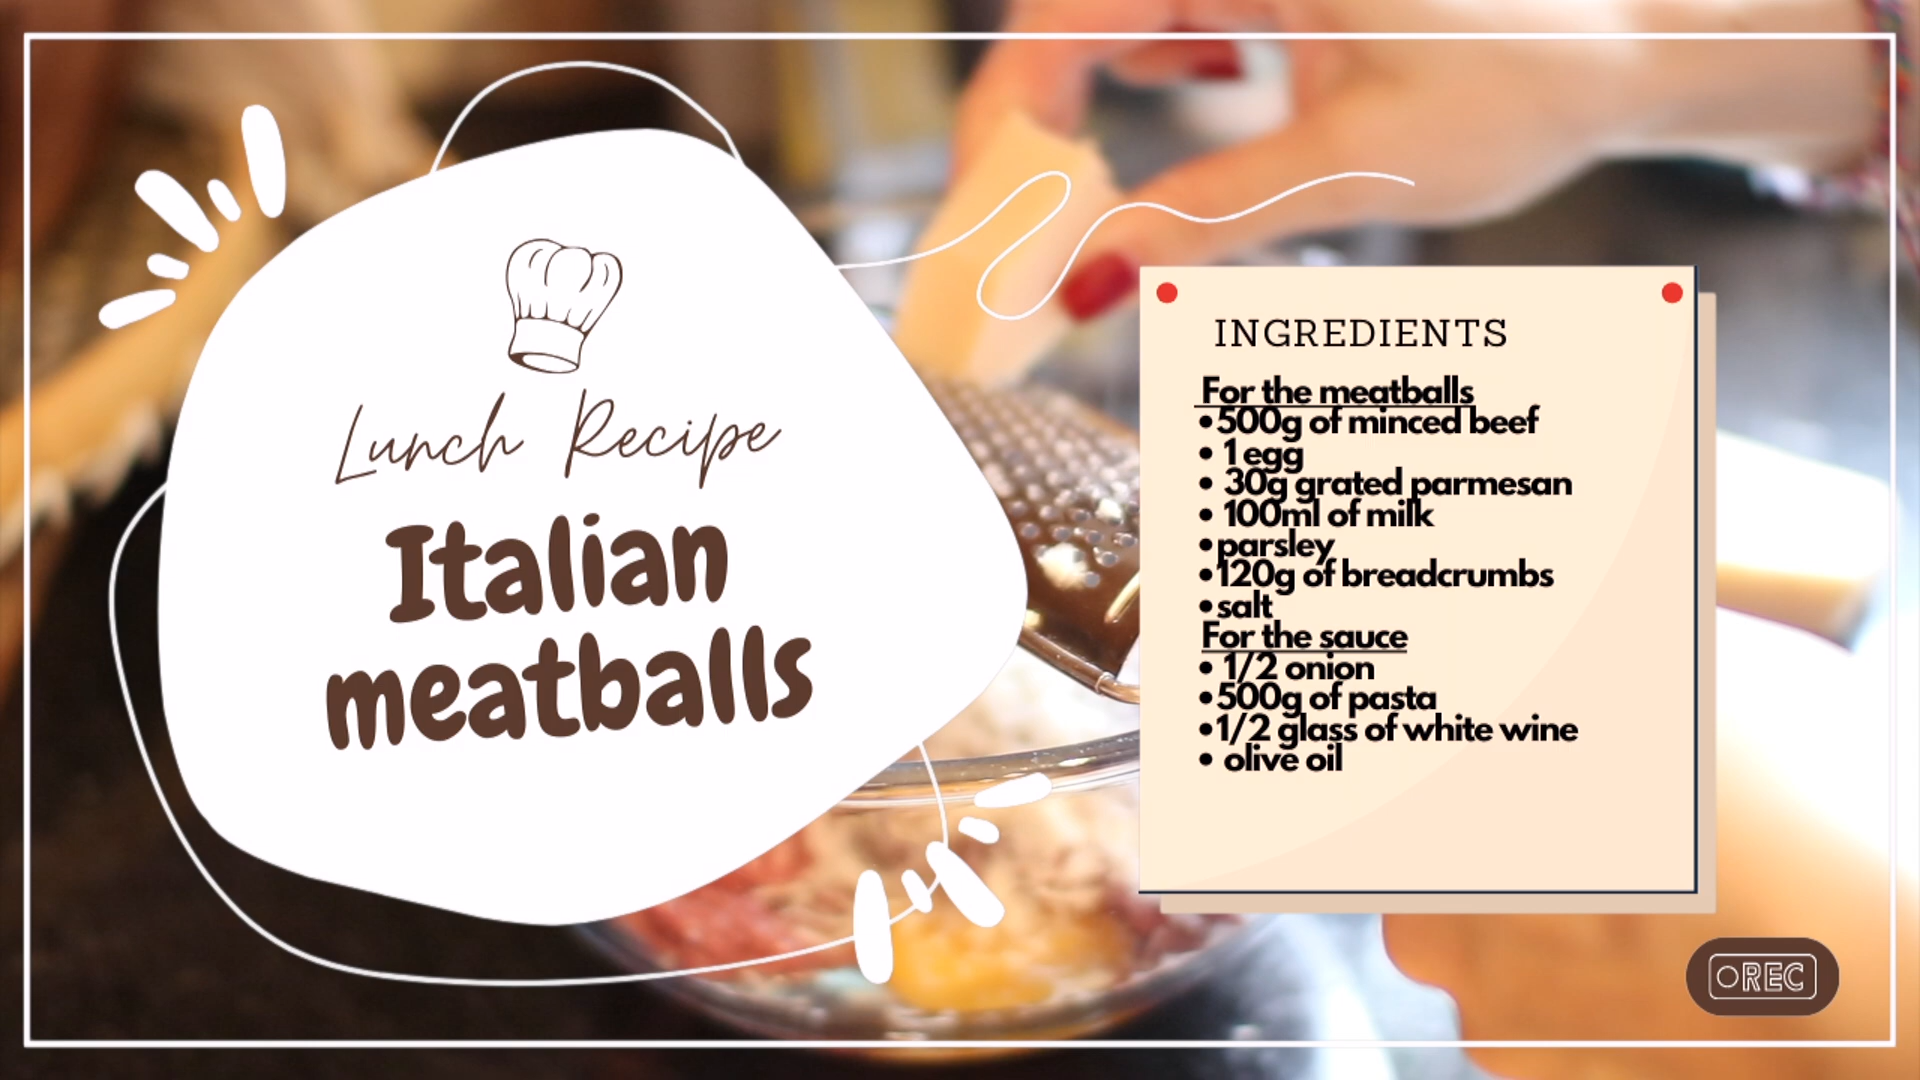 Lunch Recipe
Italian
meatballs
INGREDIENTS
For the meatballs
•500g of minced beef
• 1 egg
• 30g grated parmesan
• 100ml of milk
•parsley
•120g of breadcrumbs
•salt
For the sauce
• 1/2 onion
•500g of pasta
•1/2 glass of white wine
• olive oil
REC